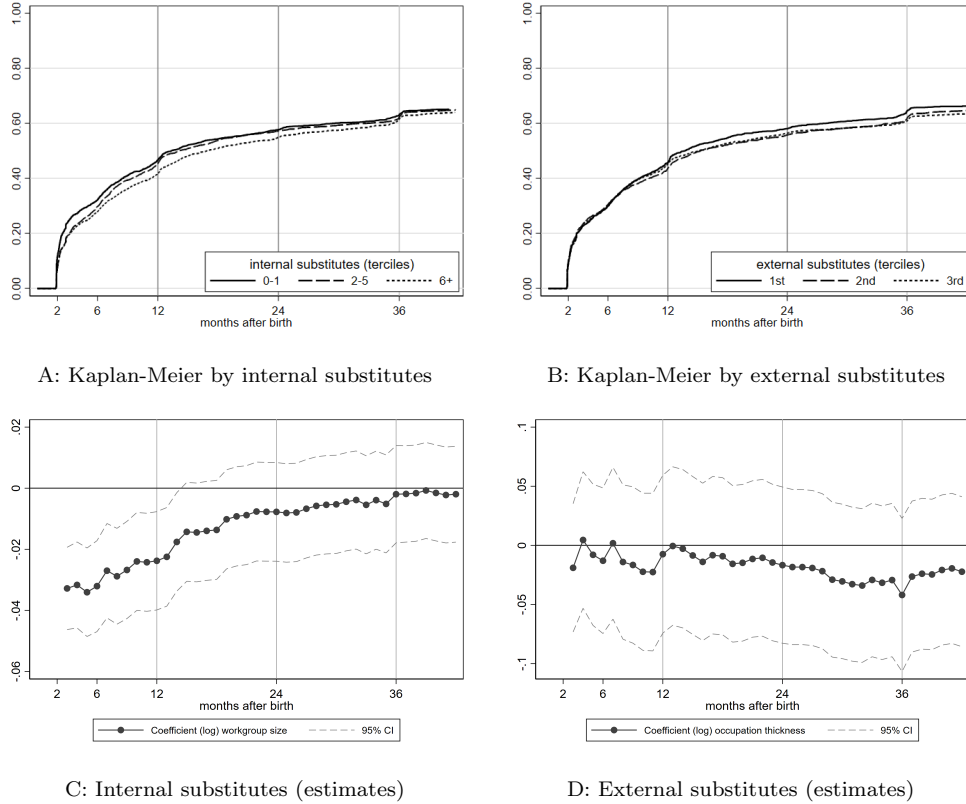 1.00
0.80
0.60
0.40
0.20
0.00
internal substitutes (terciles)
0-1 2-5 6+
2 6 12 24 36
months after birth
A: Kaplan-Meier by internal substitutes
1.00
0.80
0.60
0.40
0.20
0.00
external substitutes (terciles)
1st 2nd 3rd
2 6 12 24 36
months after birth
B: Kaplan-Meier by external substitutes
.02
0
-.02
-.04
-.06
2 6 12 24 36
months after birth
Coefficient (log) workgroup size 95% CI
C: Internal substitutes (estimates)
.1
.05
0
-.05
-.1
2 6 12 24 36
months after birth
Coefficient (log) occupation thickness 95% CI
D: External substitutes (estimates)